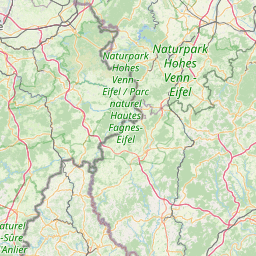 Naturpark
Hohes
Venn -
Eifel / Parc
naturel
Hautes
Fagnes-
Eifel
Naturpark
Hohes
Venn -
Eifel
aturel
-Sûre
'Anlier